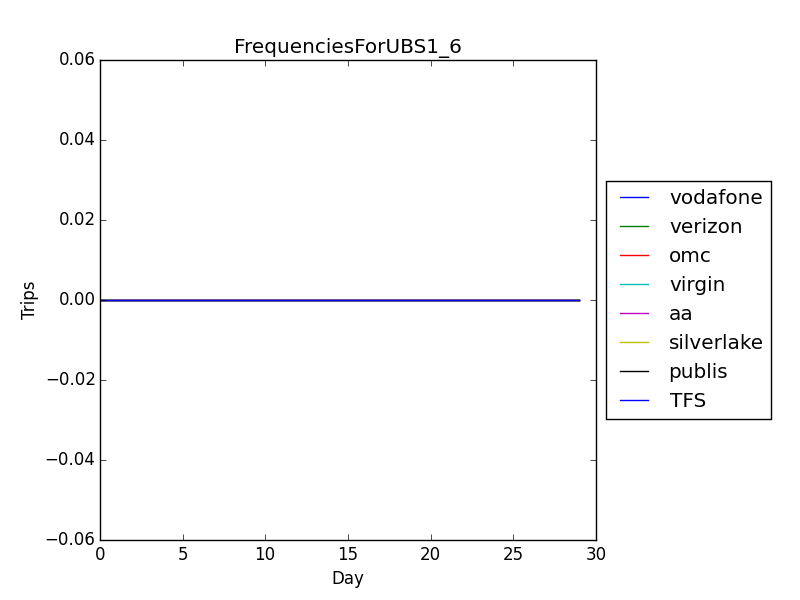 FrequenciesForUBS1_6
0.06
0.04
0.02
0.00
−0.02
−0.04
−0.06
Trips
0 5 10 15 20 25 30
Day
vodafone
verizon
omc
virgin
aa
silverlake
publis
TFS